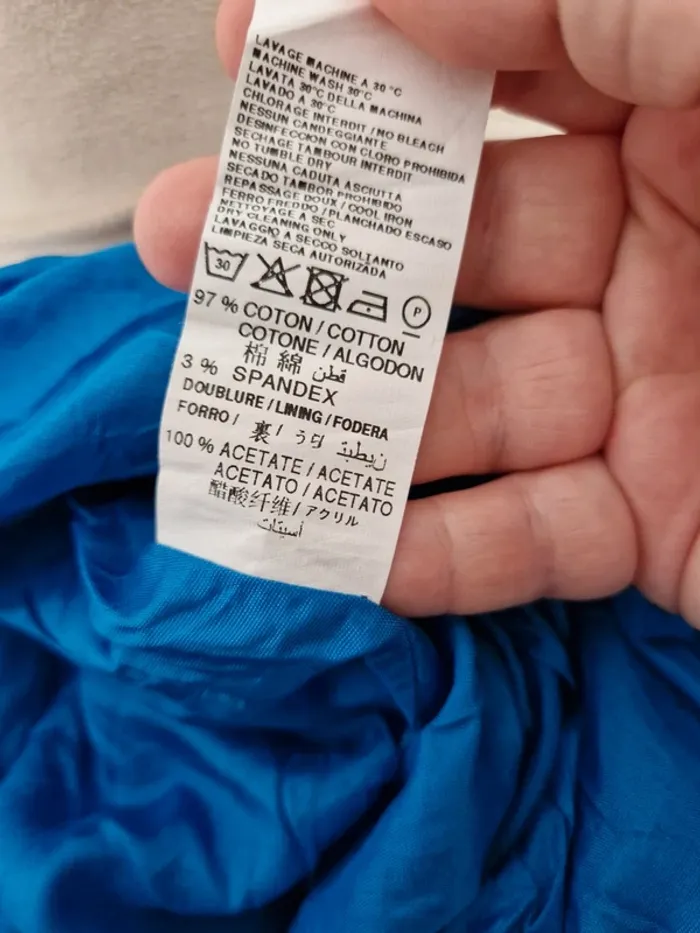 LAVAGE MACHINE A 30°C
MACHINE WASH 30°C
LAVATA 30°C DELLA MACHINA
LAVADO A 30°C
CHLORAGE INTERDIT / NO BLEACH
NESSUN CANDEGGIANTE
DESINFECCION CON CLORO PROHIBIDA
SECHAGE TAMBOUR INTERDIT
NO TUMBLE DRY
NESSUNA CADUTA ASCIUTTA
SECADO TAMBOR PROHIBIDO
REPASSAGE DOUX / COOL IRON
FERRO FREDDO / PLANCHADO ESCASO
NETTOYAGE A SEC
DRY CLEANING ONLY
LAVAGGIO A SECCO SOLTANTO
LIMPIEZA SECA AUTORIZADA
30 P
97 % COTON / COTTON
COTONE / ALGODON
棉 綿 قطن
3 % SPANDEX
DOUBLURE / LINING / FODERA
FORRO / 裏 / うら
100 % ACETATE / ACETATE
ACETATO / ACETATO
醋酸纤维 / アクリル
أسيتات